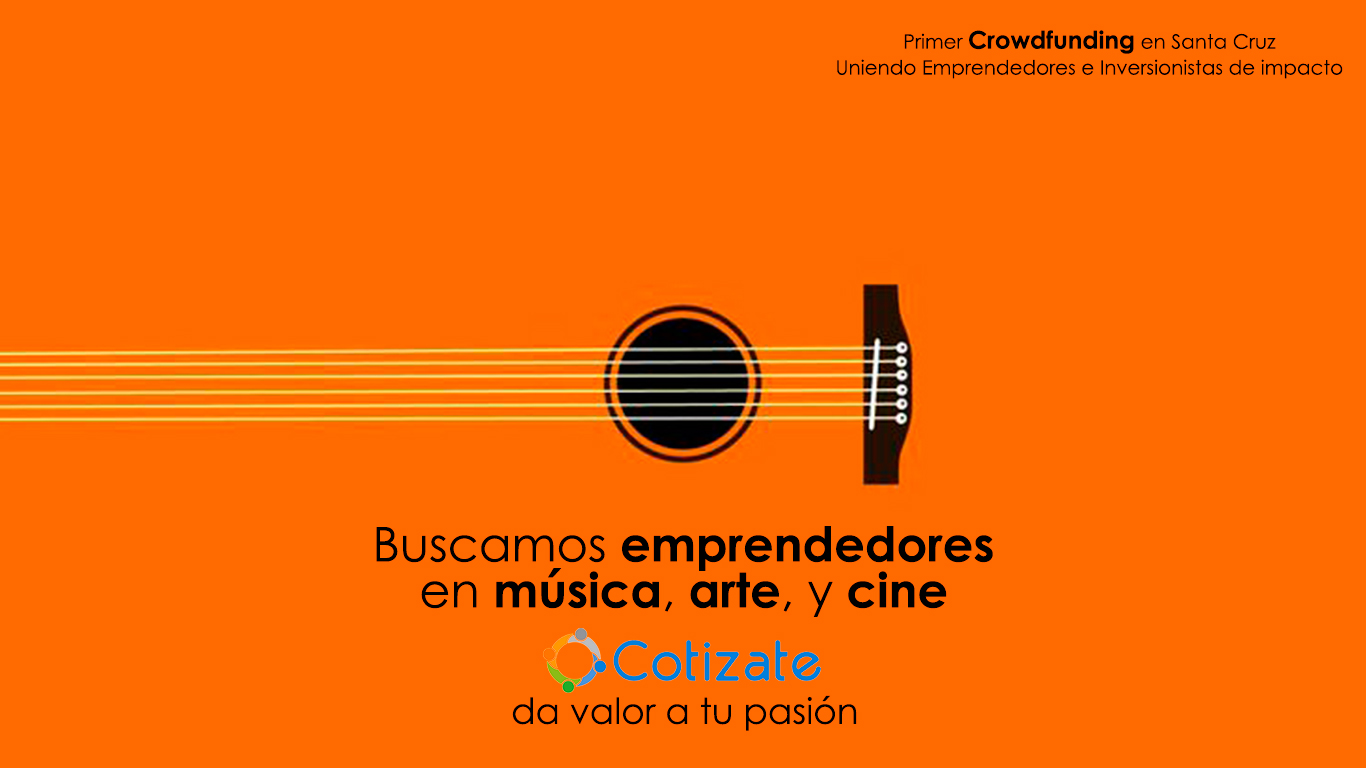 Primer Crowdfunding en Santa Cruz
Uniendo Emprendedores e Inversionistas de impacto
Buscamos emprendedores
en música, arte, y cine
Cotizate
da valor a tu pasión